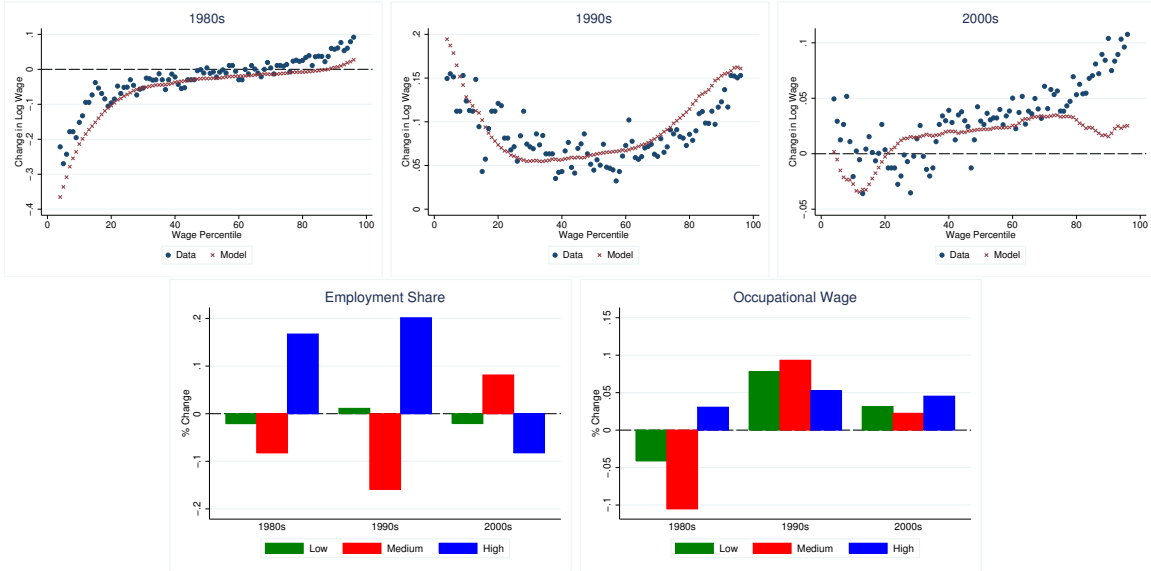 1980s
Change in Log Wage
.1
0
-.1
-.2
-.3
-.4
0 20 40 60 80 100
Wage Percentile
Data Model
1990s
Change in Log Wage
.2
.15
.1
.05
0
0 20 40 60 80 100
Wage Percentile
Data Model
2000s
Change in Log Wage
.1
.05
0
-.05
0 20 40 60 80 100
Wage Percentile
Data Model
Employment Share
% Change
.2
.1
0
-.1
-.2
1980s 1990s 2000s
Low Medium High
Occupational Wage
% Change
.15
.1
.05
0
-.05
-.1
1980s 1990s 2000s
Low Medium High